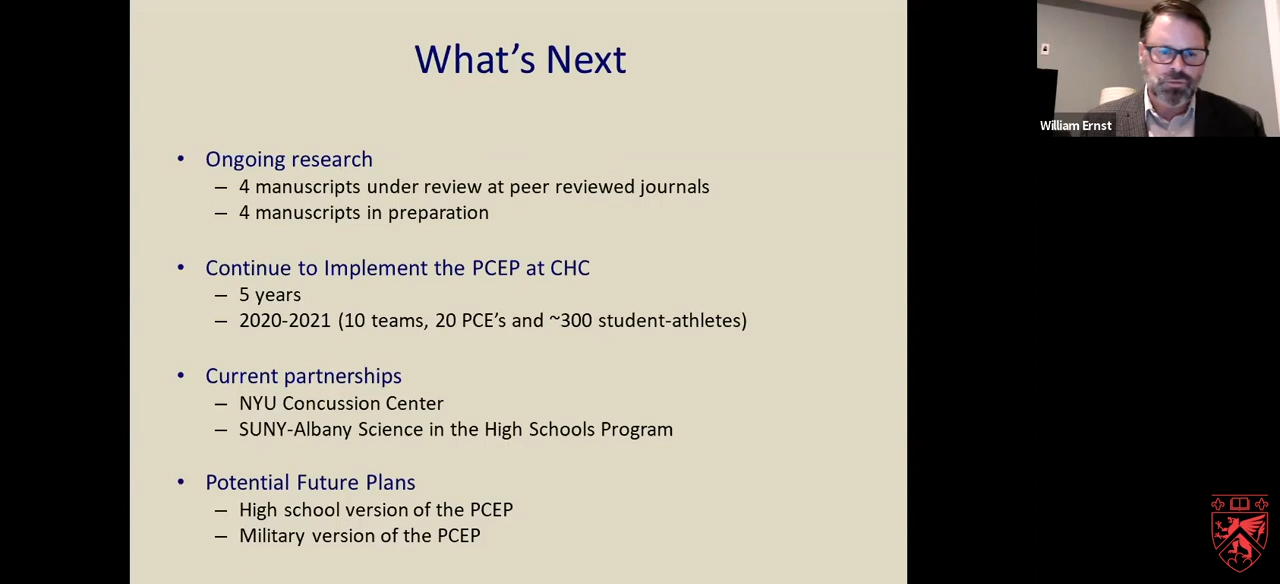 What's Next
• Ongoing research
– 4 manuscripts under review at peer reviewed journals
– 4 manuscripts in preparation
• Continue to Implement the PCEP at CHC
– 5 years
– 2020-2021 (10 teams, 20 PCE's and ~300 student-athletes)
• Current partnerships
– NYU Concussion Center
– SUNY-Albany Science in the High Schools Program
• Potential Future Plans
– High school version of the PCEP
– Military version of the PCEP
William Ernst